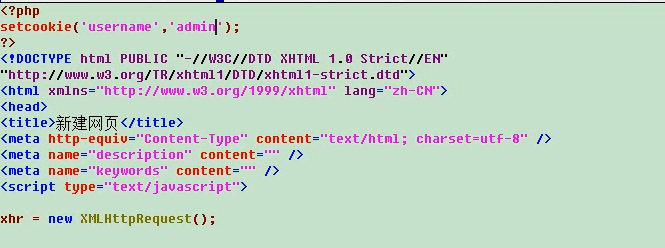 <?php
setcookie('username','admin');
?>
<!DOCTYPE html PUBLIC "-//W3C//DTD XHTML 1.0 Strict//EN"
"http://www.w3.org/TR/xhtml1/DTD/xhtml1-strict.dtd">
<html xmlns="http://www.w3.org/1999/xhtml" lang="zh-CN">
<head>
<title>新建网页</title>
<meta http-equiv="Content-Type" content="text/html; charset=utf-8" />
<meta name="description" content="" />
<meta name="keywords" content="" />
<script type="text/javascript">
xhr = new XMLHttpRequest();